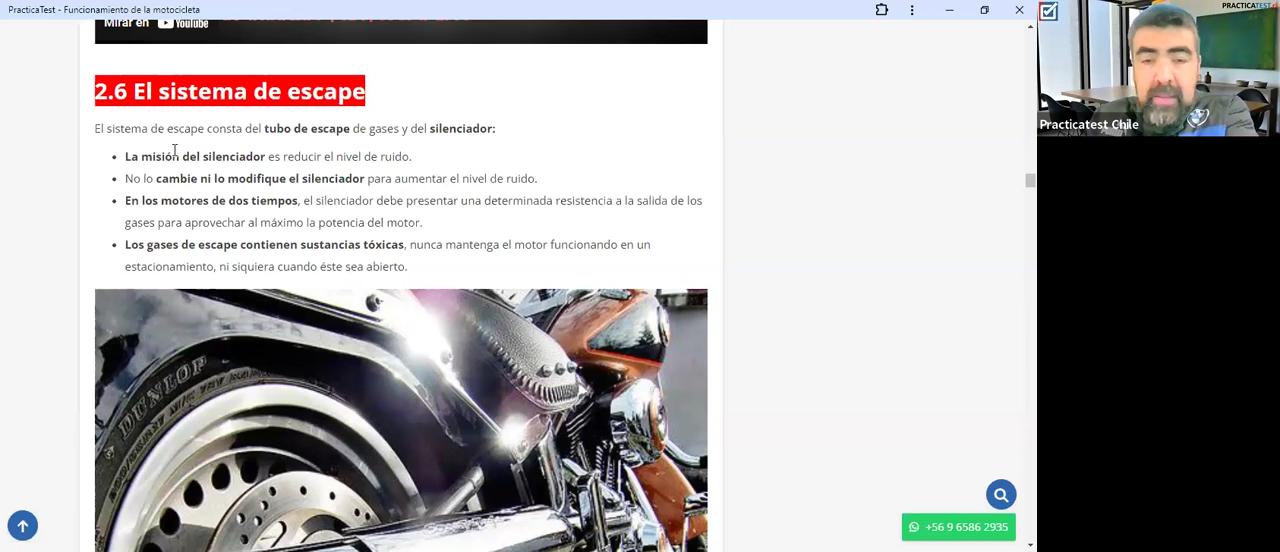 PracticaTest - Funcionamiento de la motocicleta
Mirar en YouTube
2.6 El sistema de escape
El sistema de escape consta del tubo de escape de gases y del silenciador:
La misión del silenciador es reducir el nivel de ruido.
No lo cambie ni lo modifique el silenciador para aumentar el nivel de ruido.
En los motores de dos tiempos, el silenciador debe presentar una determinada resistencia a la salida de los
gases para aprovechar al máximo la potencia del motor.
Los gases de escape contienen sustancias tóxicas, nunca mantenga el motor funcionando en un
estacionamiento, ni siquiera cuando éste sea abierto.
DUNLOP
+56 9 6586 2935
PRACTICATEST
Practicatest Chile